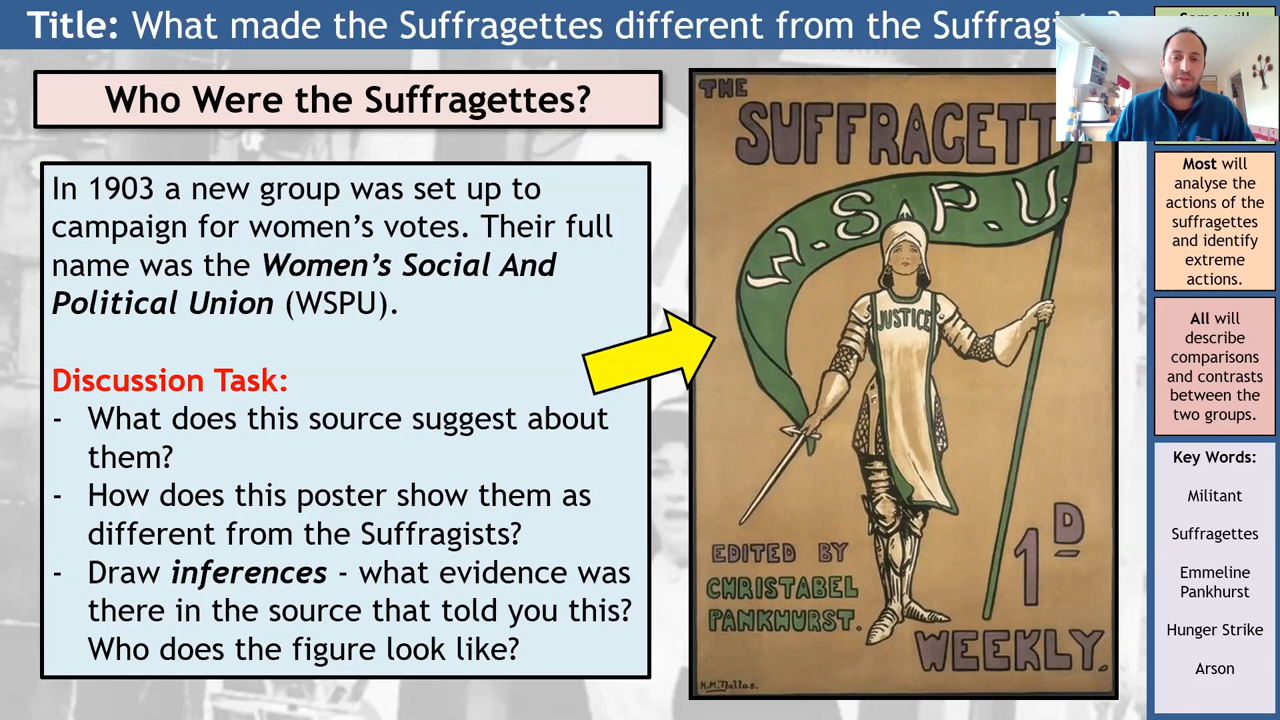 Title: What made the Suffragettes different from the
Who Were the Suffragettes?
In 1903 a new group was set up to
campaign for women's votes. Their full
name was the Women's Social And
Political Union (WSPU).
Discussion Task:
- What does this source suggest about
them?
- How does this poster show them as
different from the Suffragists?
- Draw inferences - what evidence was
there in the source that told you this?
Who does the figure look like?
THE
SUFFRAGETTE
W.S.P.U.
JUSTICE
EDITED BY
CHRISTABEL
PANKHURST.
1D
WEEKLY.
Most will
analyse the
actions of the
suffragettes
and identify
extreme
actions.
All will
describe
comparisons
and contrasts
between the
two groups.
Key Words:
Militant
Suffragettes
Emmeline
Pankhurst
Hunger Strike
Arson